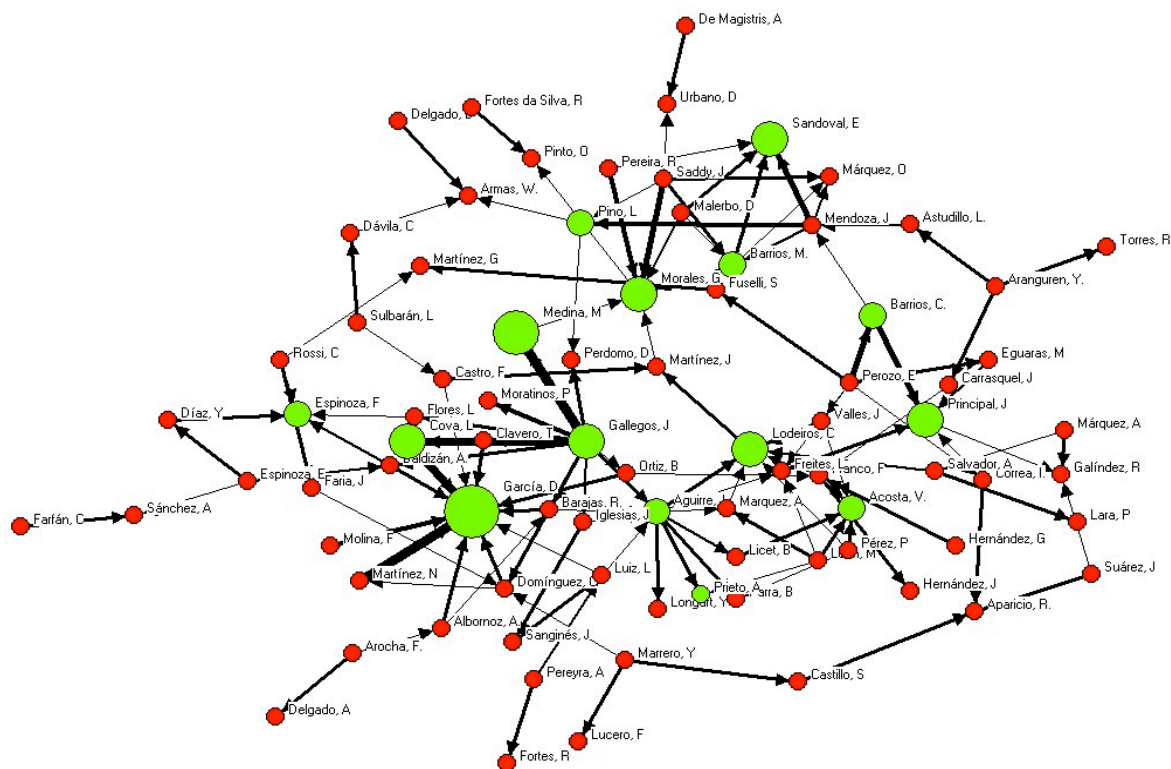 De Magistris, A
Fortes da Silva, R
Urbano, D
Delgado,
Sandoval, E
Pinto, O
Pereira, R
Saddy, J
Márquez, O
Armas, W.
Pino, L
Malerbo, D
Mendoza, J
Astudillo, L.
Dávila, C
Torres, R
Barrios, M.
Martínez, G
Morales, G
Fuselli, S
Aranguren, Y.
Medina, M
Barrios, C.
Sulbarán, L
Rossi, C
Perdomo, D
Martínez, J
Eguaras, M
Castro, F
Perozo, E
Carrasquel, J
Moratinos, P
Espinoza, F
Díaz, Y
Flores, L
Valles, J
Principal, J
Márquez, A
Cova, L
Clavero, T
Gallegos, J
Lodeiros, C
Baldizán, A.
Espinoza, E
Faria, J
Ortiz, B
Freites, L
Salvador, A
Galíndez, R
García, D
Barajas, R.
Aguirre,
Marquez, A
Acosta, V.
Sánchez, A
Farfán, C
Iglesias, J
Lara, P
Molina, F
Licet, B
Pérez, P
Hernández, G
Martínez, N
Domínguez,
Luiz, L
Prieto, A
Hernández, J
Suárez, J
Aparicio, R.
Albornoz, A.
Sanginés, J
Arocha, F.
Marrero, Y
Pereyra, A
Castillo, S
Delgado, A
Lucero, F
Fortes, R